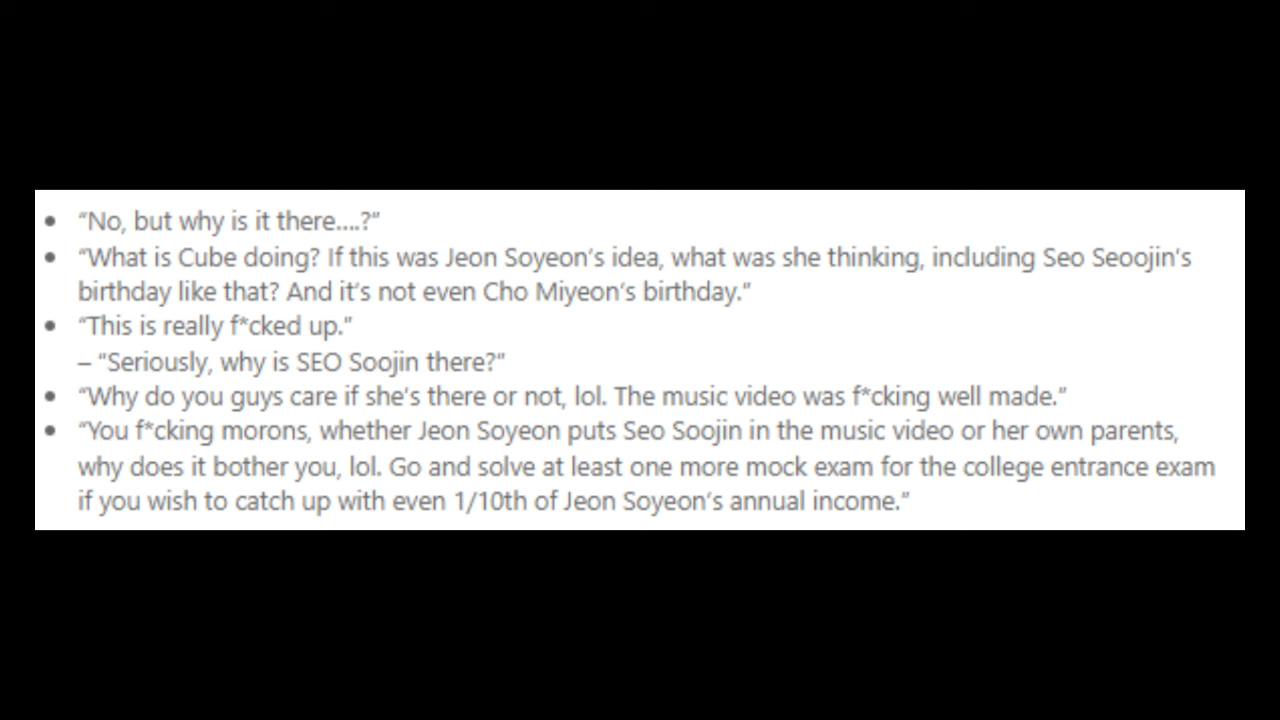 • “No, but why is it there....?”
• “What is Cube doing? If this was Jeon Soyeon’s idea, what was she thinking, including Seo Seoojin’s
birthday like that? And it’s not even Cho Miyeon’s birthday.”
• “This is really f*cked up.”
– “Seriously, why is SEO Soojin there?”
• “Why do you guys care if she’s there or not, lol. The music video was f*cking well made.”
• “You f*cking morons, whether Jeon Soyeon puts Seo Soojin in the music video or her own parents,
why does it bother you, lol. Go and solve at least one more mock exam for the college entrance exam
if you wish to catch up with even 1/10th of Jeon Soyeon’s annual income.”